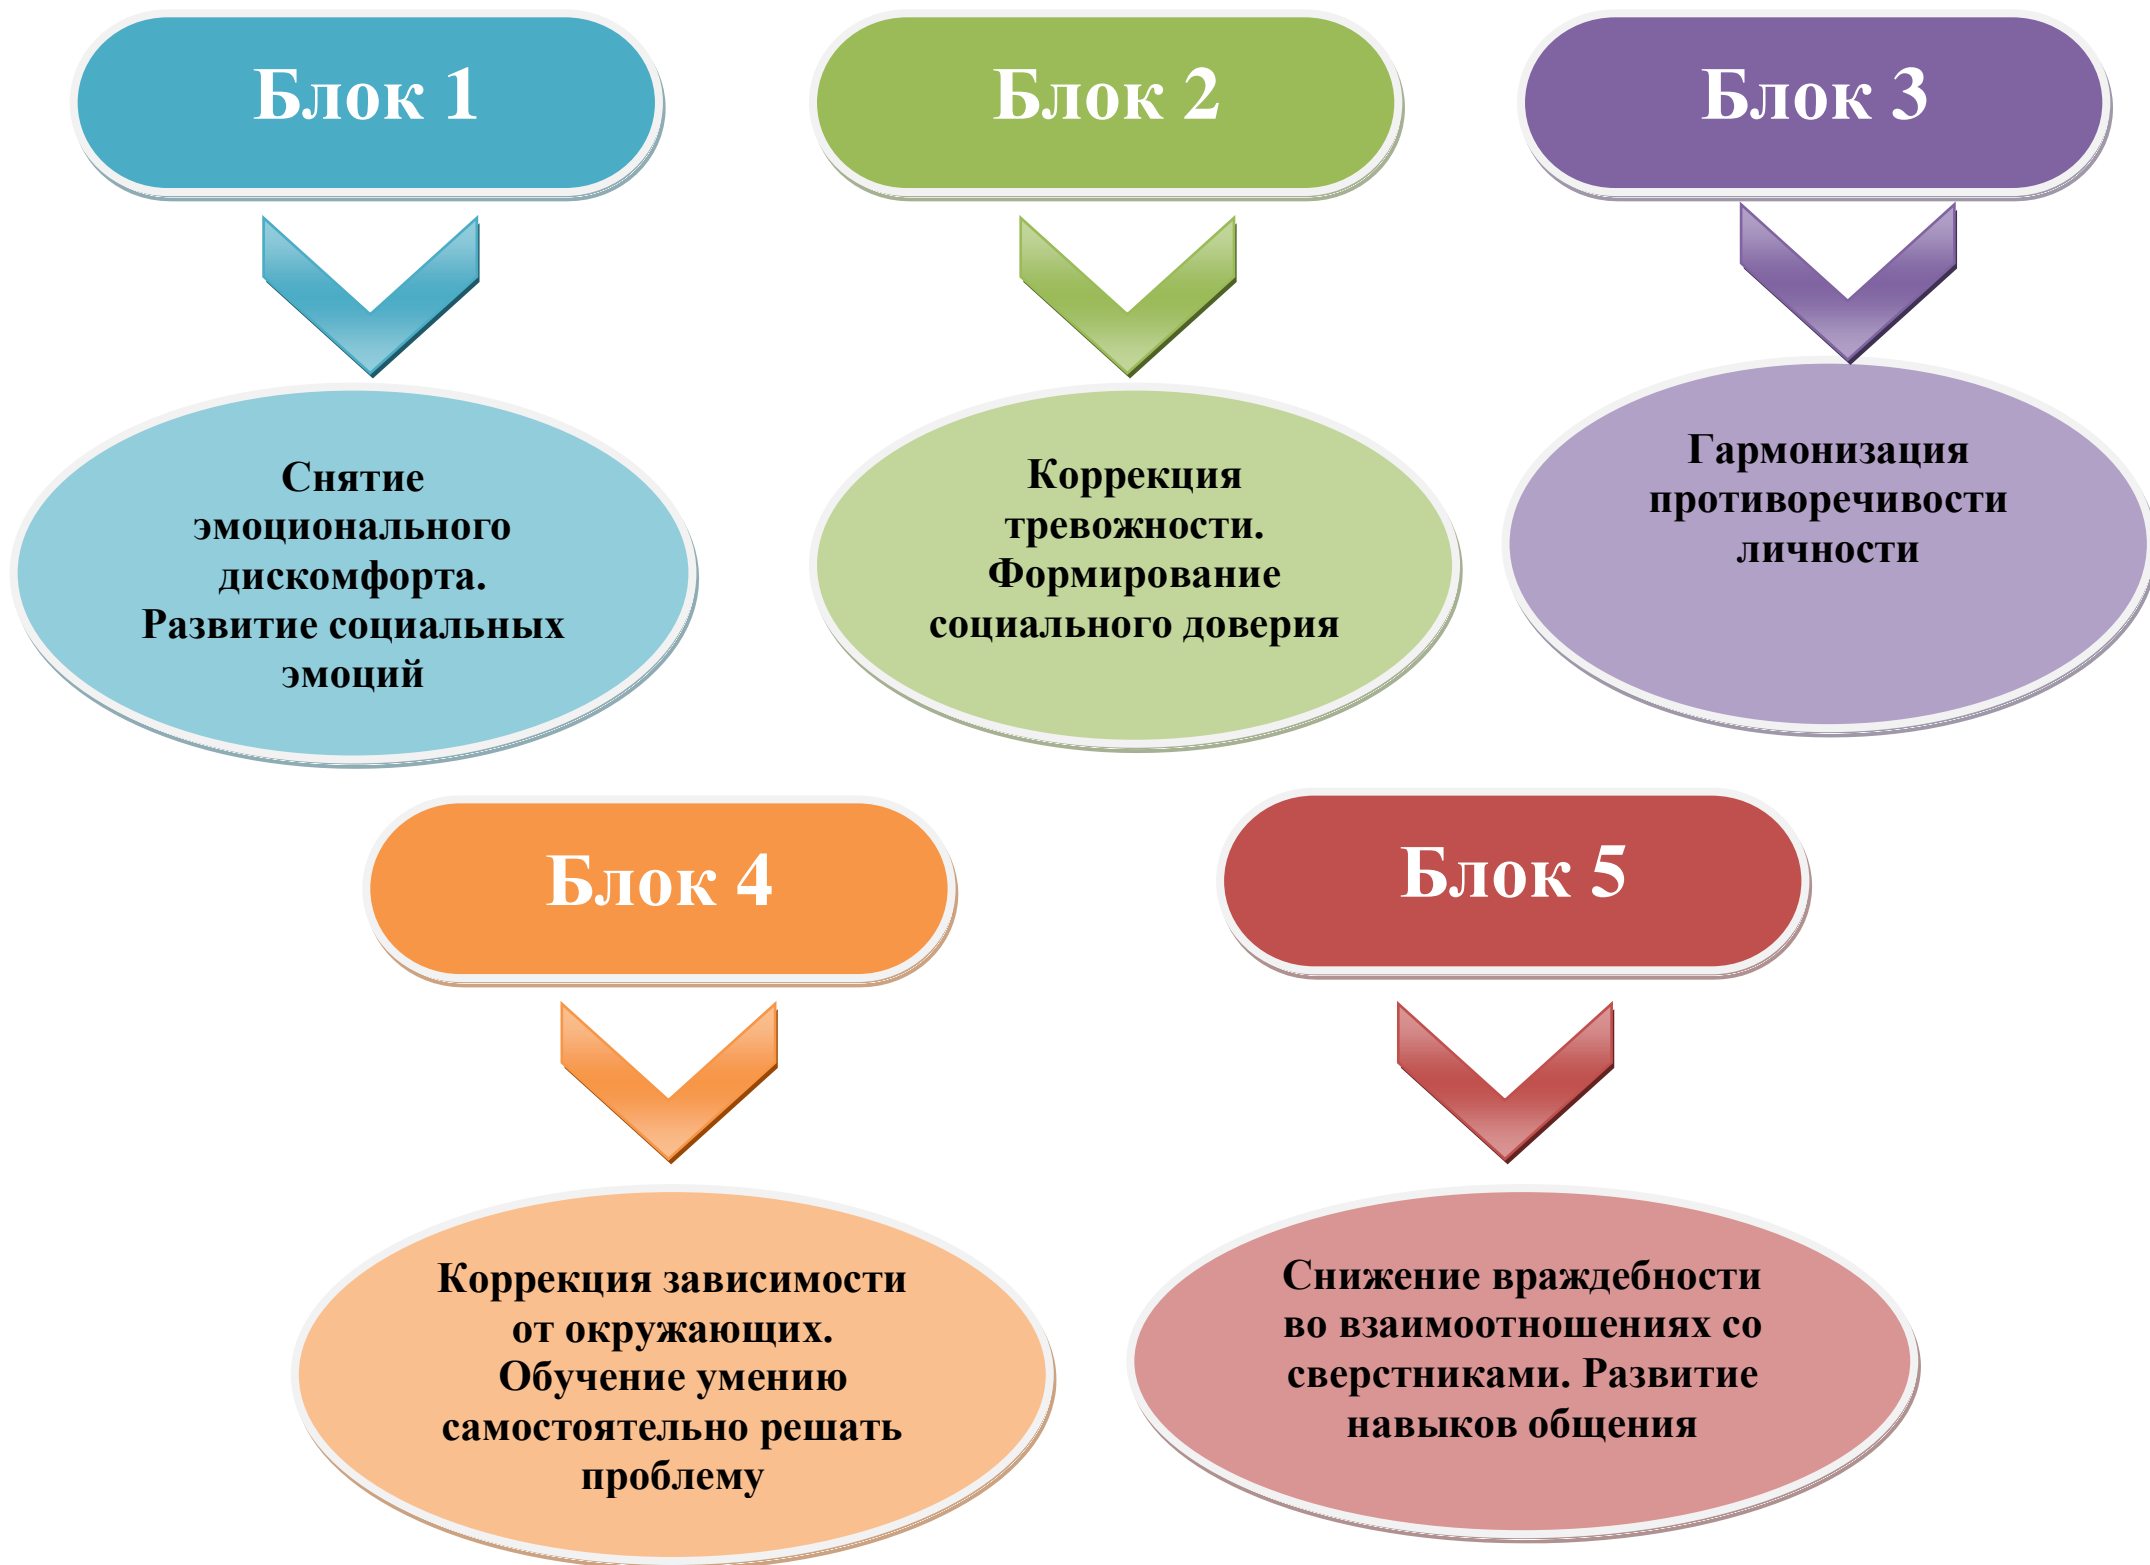 Блок 1
Блок 2
Блок 3
Снятие
эмоционального
дискомфорта.
Развитие социальных
эмоций
Коррекция
тревожности.
Формирование
социального доверия
Гармонизация
противоречивости
личности
Блок 4
Блок 5
Коррекция зависимости
от окружающих.
Обучение умению
самостоятельно решать
проблему
Снижение враждебности
во взаимоотношениях со
сверстниками. Развитие
навыков общения